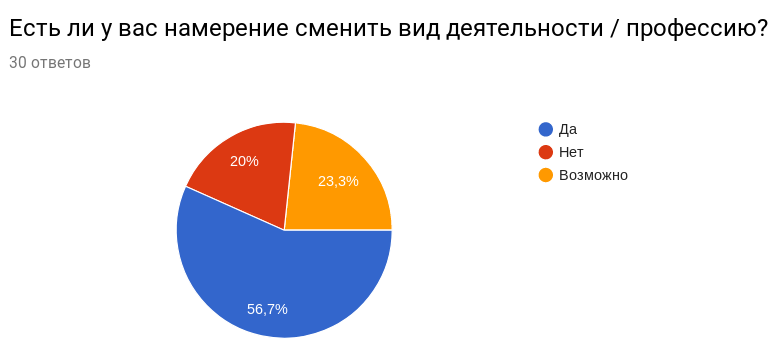 Есть ли у вас намерение сменить вид деятельности / профессию?
30 ответов
Да
Нет
Возможно
20%
23,3%
56,7%